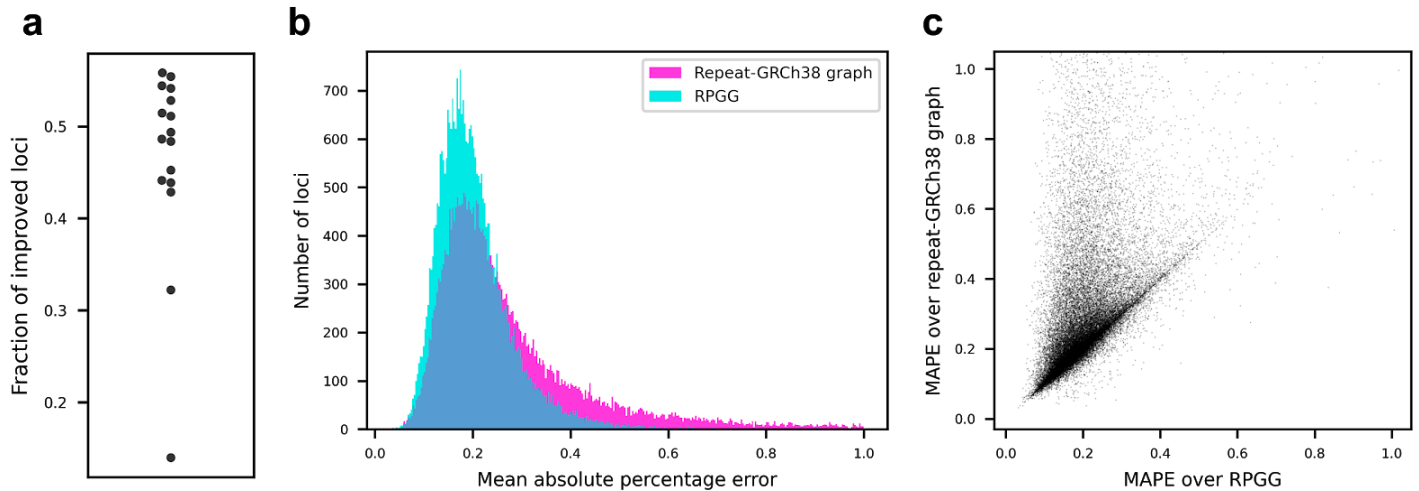 a
Fraction of improved loci
0.5
0.4
0.3
0.2
b
Number of loci
700
600
500
400
300
200
100
0
0.0 0.2 0.4 0.6 0.8 1.0
Mean absolute percentage error
Repeat-GRCh38 graph
RPGG
c
MAPE over repeat-GRCh38 graph
1.0
0.8
0.6
0.4
0.2
0.0
0.0 0.2 0.4 0.6 0.8 1.0
MAPE over RPGG